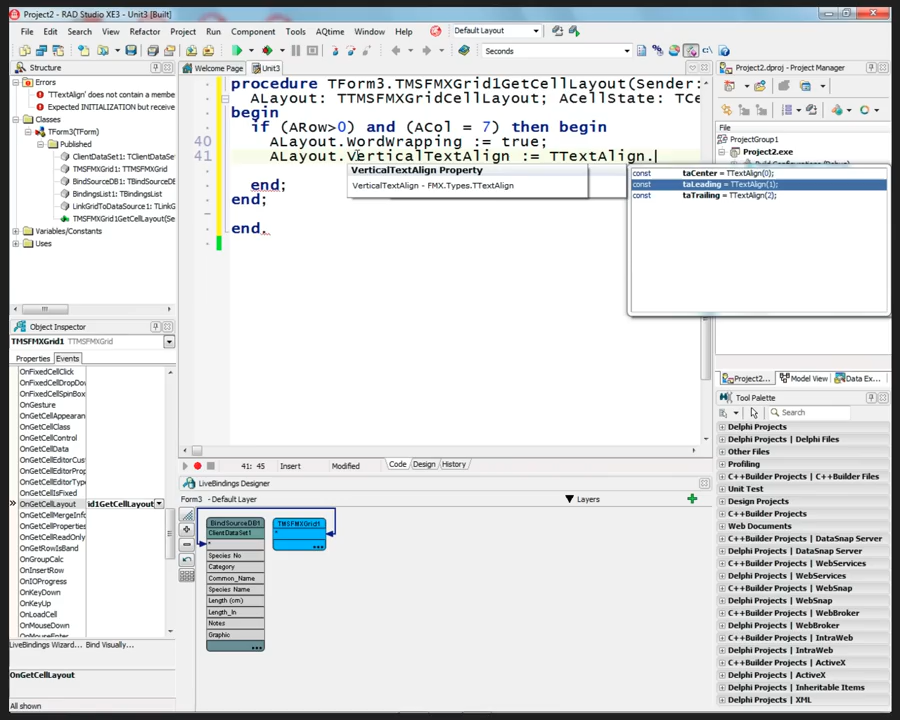 Project2 - RAD Studio XE3 - Unit3 [Built]
File Edit Search View Refactor Project Run Component Tools AQtime Window Help Default Layout
Seconds
Structure
Errors
'TTextAlign' does not contain a memb
Expected INITIALIZATION but receive
Classes
TForm3(TForm)
Published
ClientDataSet1: TClientDataSe
TMSFMXGrid1: TTMSFMXGrid
BindSourceDB1: TBindSourceDB
BindingsList1: TBindingsList
LinkGridToDataSource1: TLinkG
TMSFMXGrid1GetCellLayout(Se
Variables/Constants
Uses
Welcome Page Unit3
procedure TForm3.TMSFMXGrid1GetCellLayout(Sender:
ALayout: TTMSFMXGridCellLayout; ACellState: TCe
begin
if (ARow>0) and (ACol = 7) then begin
40 ALayout.WordWrapping := true;
41 ALayout.VerticalTextAlign := TTextAlign.
VerticalTextAlign Property
VerticalTextAlign - FMX.Types.TTextAlign
end;
end;
end.
const taCenter = TTextAlign(0);
const taLeading = TTextAlign(1);
const taTrailing = TTextAlign(2);
41: 45 Insert Modified Code Design History
Project2.dproj - Project Manager
File
ProjectGroup1
Project2.exe
Project2... Model View Data Ex...
Object Inspector
TMSFMXGrid1 TTMSFMXGrid
Properties Events
OnFixedCellClick
OnFixedCellDropDov
OnFixedCellSpinBox
OnGesture
OnGetCellAppearan
OnGetCellClass
OnGetCellControl
OnGetCellData
OnGetCellEditorCus
OnGetCellEditorProp
OnGetCellEditorType
OnGetCellIsFixed
OnGetCellLayout id1GetCellLayout
OnGetCellMergeInfo
OnGetCellProperties
OnGetCellReadOnly
OnGetRowIsBand
OnGroupCalc
OnInsertRow
OnIOProgress
OnKeyDown
OnKeyUp
OnLoadCell
OnMouseDown
OnMouseEnter
LiveBindings Wizard... Bind Visually...
OnGetCellLayout
All shown
LiveBindings Designer
Form3 - Default Layer Layers
BindSourceDB1
ClientDataSet1
*
Species No
Category
Common_Name
Species Name
Length (cm)
Length_In
Notes
Graphic
TMSFMXGrid1
*
Tool Palette
Search
Delphi Projects
Delphi Projects | Delphi Files
Other Files
Profiling
C++Builder Projects | C++Builder Files
Unit Test
Design Projects
C++Builder Projects
Web Documents
C++Builder Projects | DataSnap Server
Delphi Projects | DataSnap Server
C++Builder Projects | WebServices
Delphi Projects | WebServices
C++Builder Projects | WebSnap
Delphi Projects | WebSnap
C++Builder Projects | WebBroker
Delphi Projects | WebBroker
C++Builder Projects | IntraWeb
Delphi Projects | IntraWeb
C++Builder Projects | ActiveX
Delphi Projects | ActiveX
Delphi Projects | Inheritable Items
Delphi Projects | XML